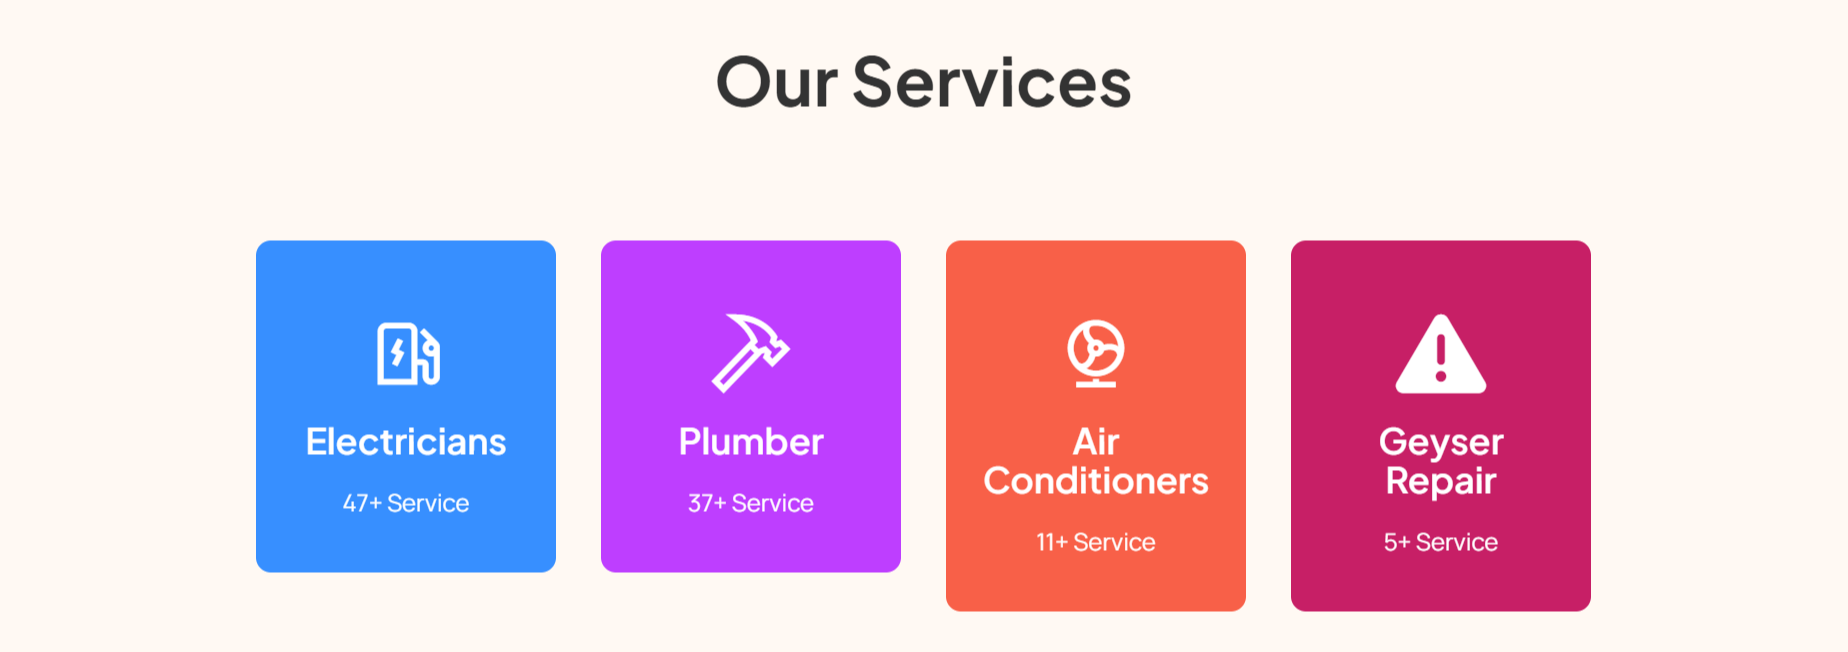 Our Services
Electricians
47+ Service
Plumber
37+ Service
Air
Conditioners
11+ Service
Geyser
Repair
5+ Service